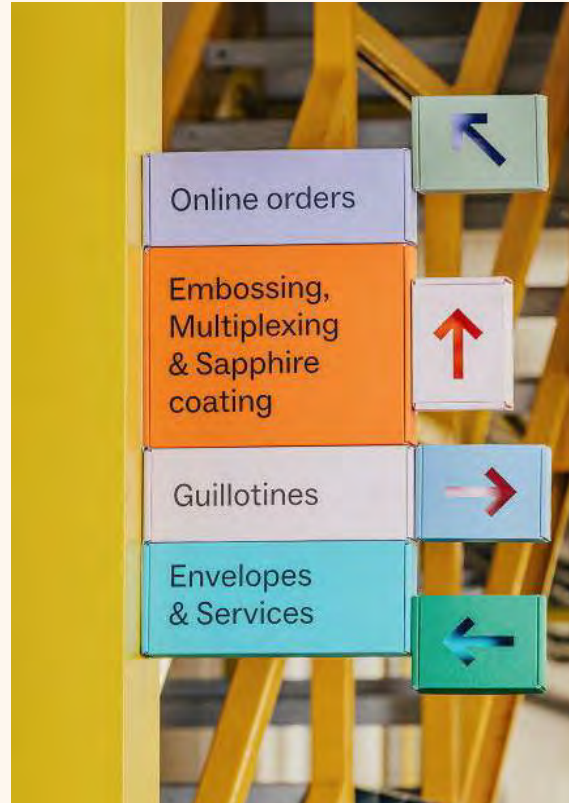 Online orders
Embossing,
Multiplexing
& Sapphire
coating
Guillotines
Envelopes
& Services